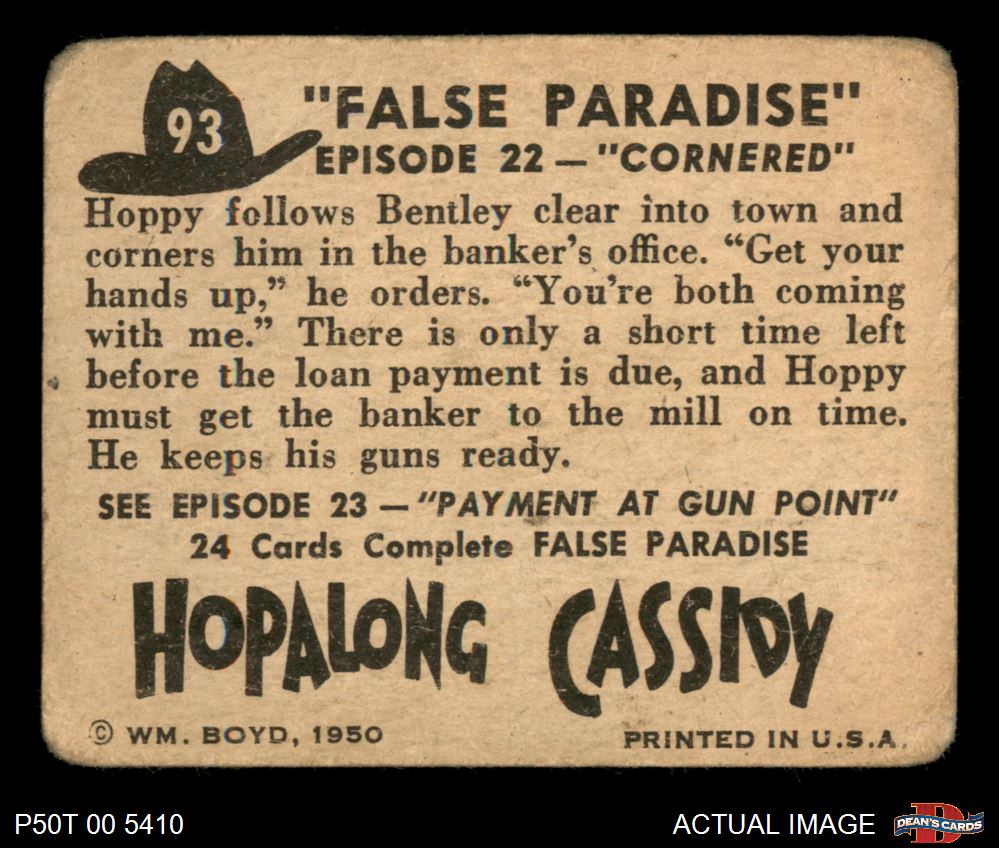 93
"FALSE PARADISE"
EPISODE 22 — "CORNERED"
Hoppy follows Bentley clear into town and
corners him in the banker's office. “Get your
hands up,” he orders. “You're both coming
with me.” There is only a short time left
before the loan payment is due, and Hoppy
must get the banker to the mill on time.
He keeps his guns ready.
SEE EPISODE 23 — "PAYMENT AT GUN POINT"
24 Cards Complete FALSE PARADISE
HOPALONG CASSIDY
© WM. BOYD, 1950
PRINTED IN U.S.A.
P50T 00 5410
ACTUAL IMAGE
D
DEAN'S CARDS